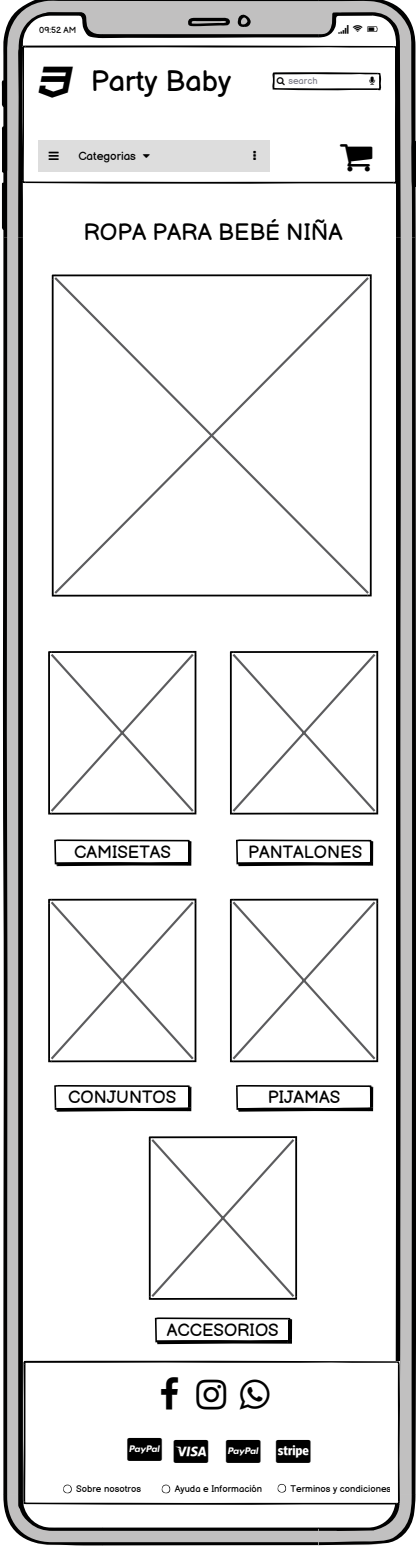 09:52 AM
Party Baby
search
Categorias
ROPA PARA BEBÉ NIÑA
CAMISETAS
PANTALONES
CONJUNTOS
PIJAMAS
ACCESORIOS
PayPal VISA PayPal stripe
Sobre nosotros Ayuda e Información Terminos y condiciones